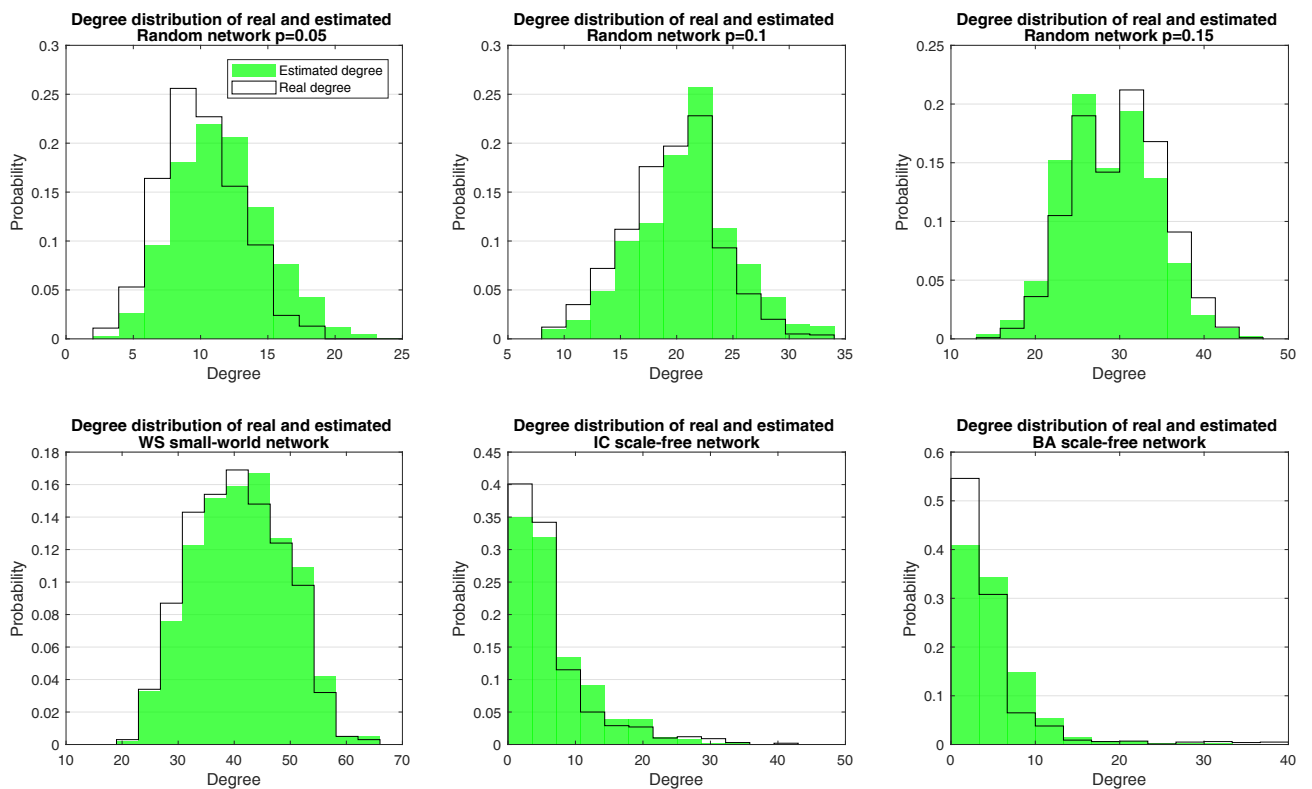 Degree distribution of real and estimated
Random network p=0.05
0.3
0.25
0.2
0.15
0.1
0.05
0
Probability
Estimated degree
Real degree
0 5 10 15 20 25
Degree
Degree distribution of real and estimated
Random network p=0.1
0.3
0.25
0.2
0.15
0.1
0.05
0
Probability
5 10 15 20 25 30 35
Degree
Degree distribution of real and estimated
Random network p=0.15
0.25
0.2
0.15
0.1
0.05
0
Probability
10 20 30 40 50
Degree
Degree distribution of real and estimated
WS small-world network
0.18
0.16
0.14
0.12
0.1
0.08
0.06
0.04
0.02
0
Probability
10 20 30 40 50 60 70
Degree
Degree distribution of real and estimated
IC scale-free network
0.45
0.4
0.35
0.3
0.25
0.2
0.15
0.1
0.05
0
Probability
0 10 20 30 40 50
Degree
Degree distribution of real and estimated
BA scale-free network
0.6
0.5
0.4
0.3
0.2
0.1
0
Probability
0 10 20 30 40
Degree